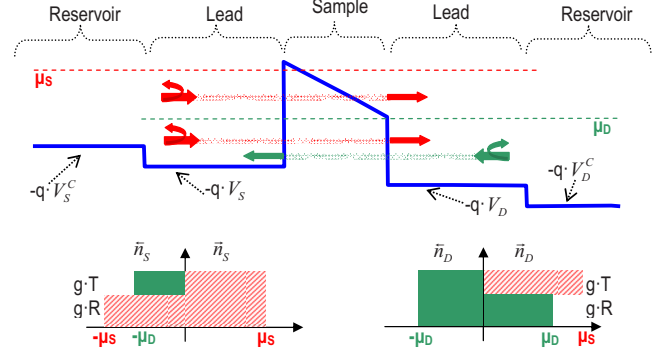 Reservoir Lead Sample Lead Reservoir
μS
μD
-q·V_S^C
-q·V_S
-q·V_D
-q·V_D^C
n⃖S n⃗S
g·T
g·R
-μS -μD μS
n⃖D n⃗D
g·T
g·R
-μD μD μS